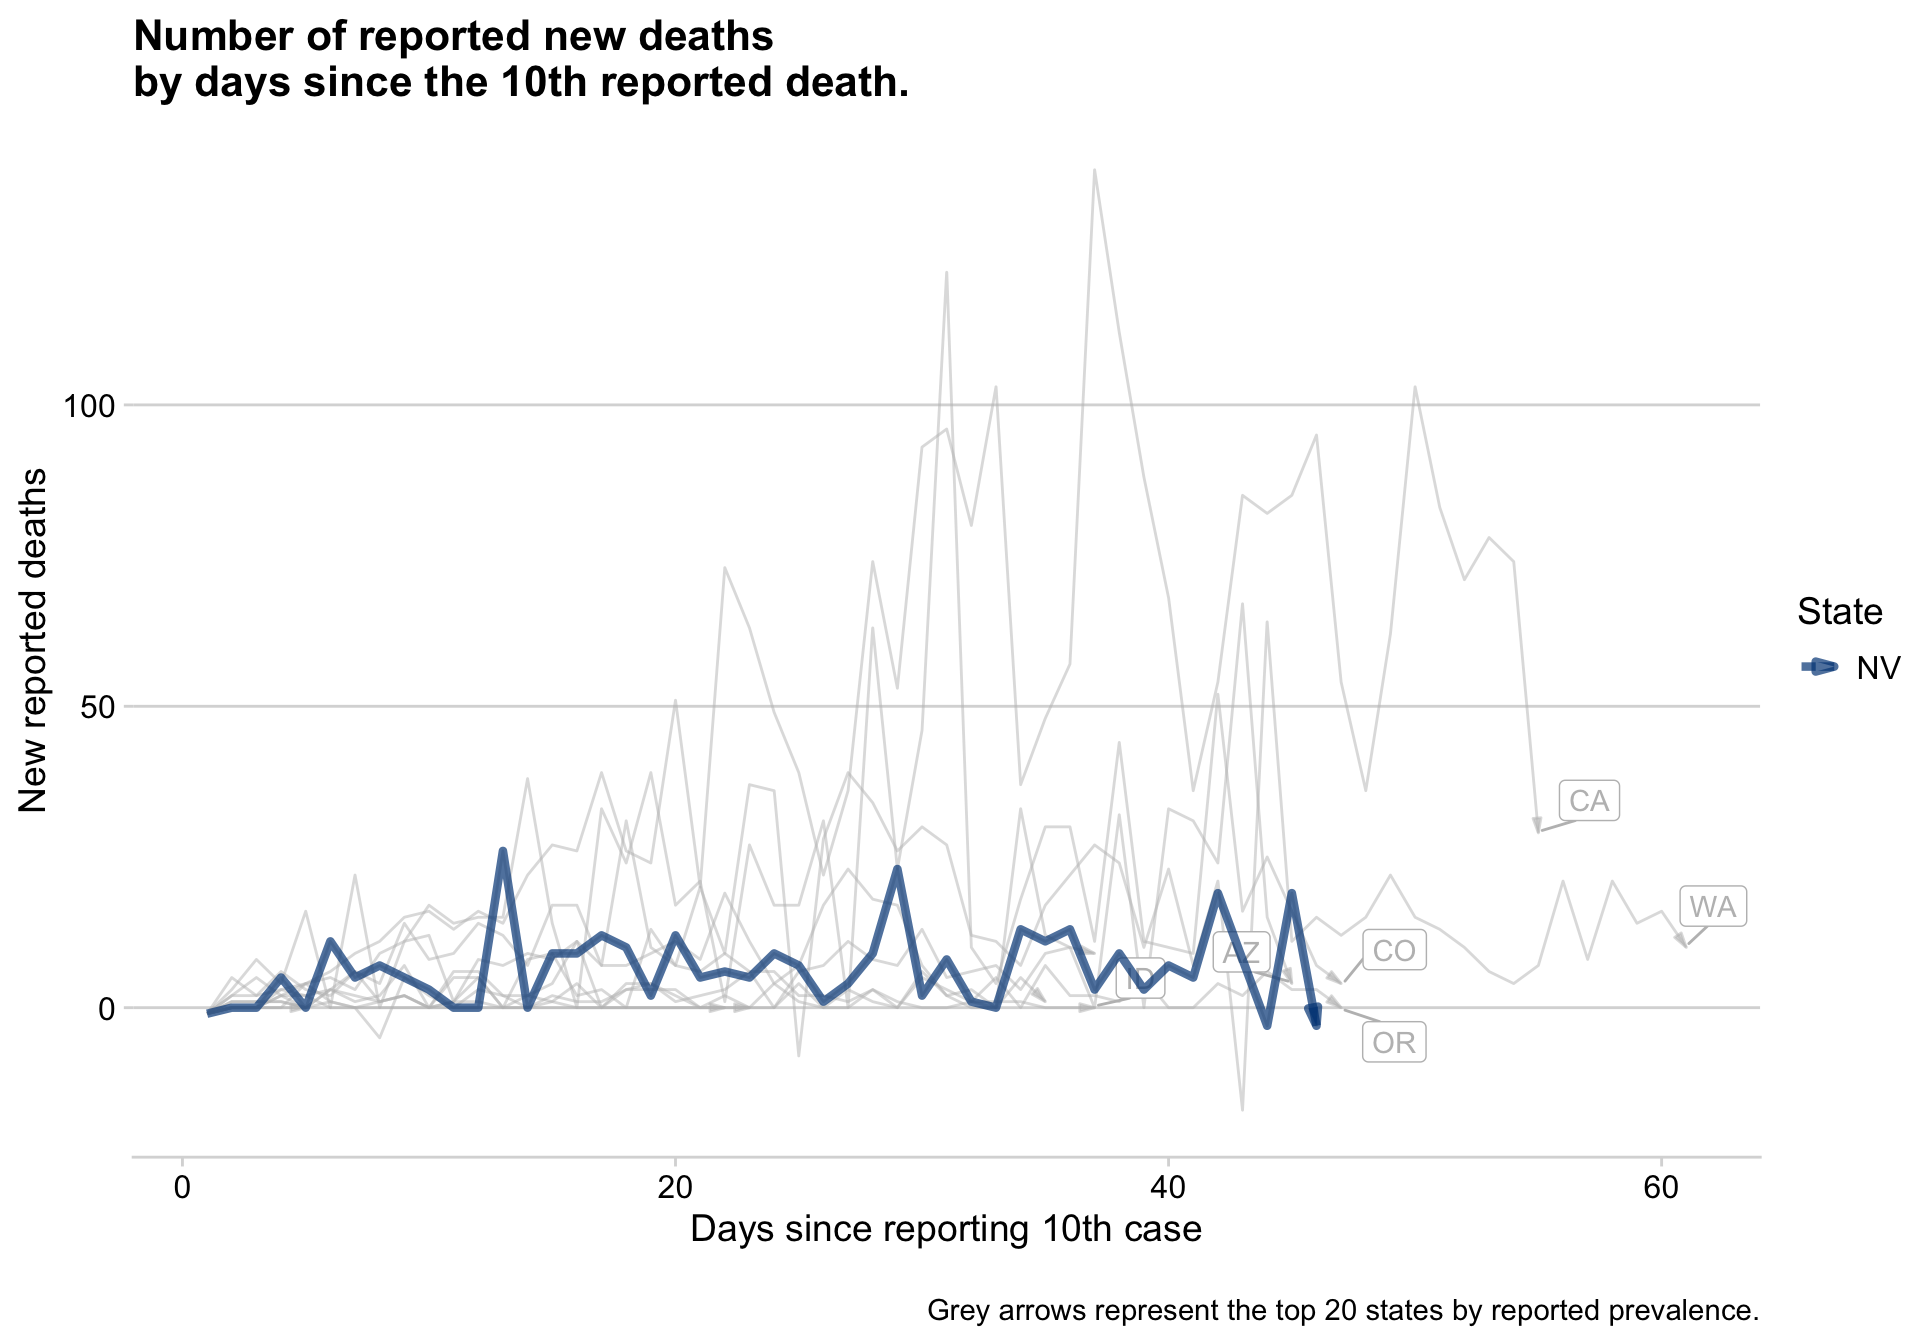 Number of reported new deaths
by days since the 10th reported death.
New reported deaths
100
50
0
CA
WA
CO
AZ
ID
OR
State
NV
0
20
40
60
Days since reporting 10th case
Grey arrows represent the top 20 states by reported prevalence.